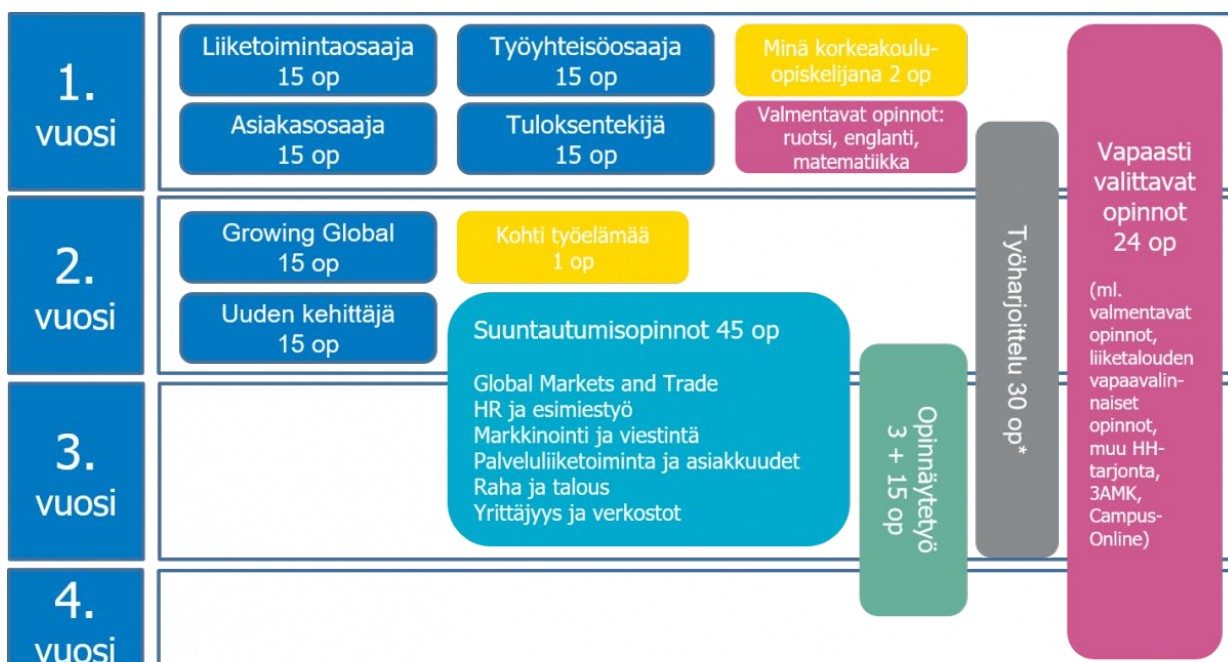 1.
vuosi
Liiketoimintaosaaja
15 op
Työyhteisöosaaja
15 op
Minä korkeakoulu-
opiskelijana 2 op
Asiakasosaaja
15 op
Tuloksentekijä
15 op
Valmentavat opinnot:
ruotsi, englanti,
matematiikka
2.
vuosi
Growing Global
15 op
Kohti työelämää
1 op
Uuden kehittäjä
15 op
Suuntautumisopinnot 45 op
Global Markets and Trade
HR ja esimiestyö
Markkinointi ja viestintä
Palveluliiketoiminta ja asiakkuudet
Raha ja talous
Yrittäjyys ja verkostot
3.
vuosi
4.
vuosi
Opinnäytetyö
3 + 15 op
Työharjoittelu 30 op*
Vapaasti
valittavat
opinnot
24 op
(ml.
valmentavat
opinnot,
liiketalouden
vapaavalin-
naiset
opinnot,
muu HH-
tarjonta,
3AMK,
Campus-
Online)